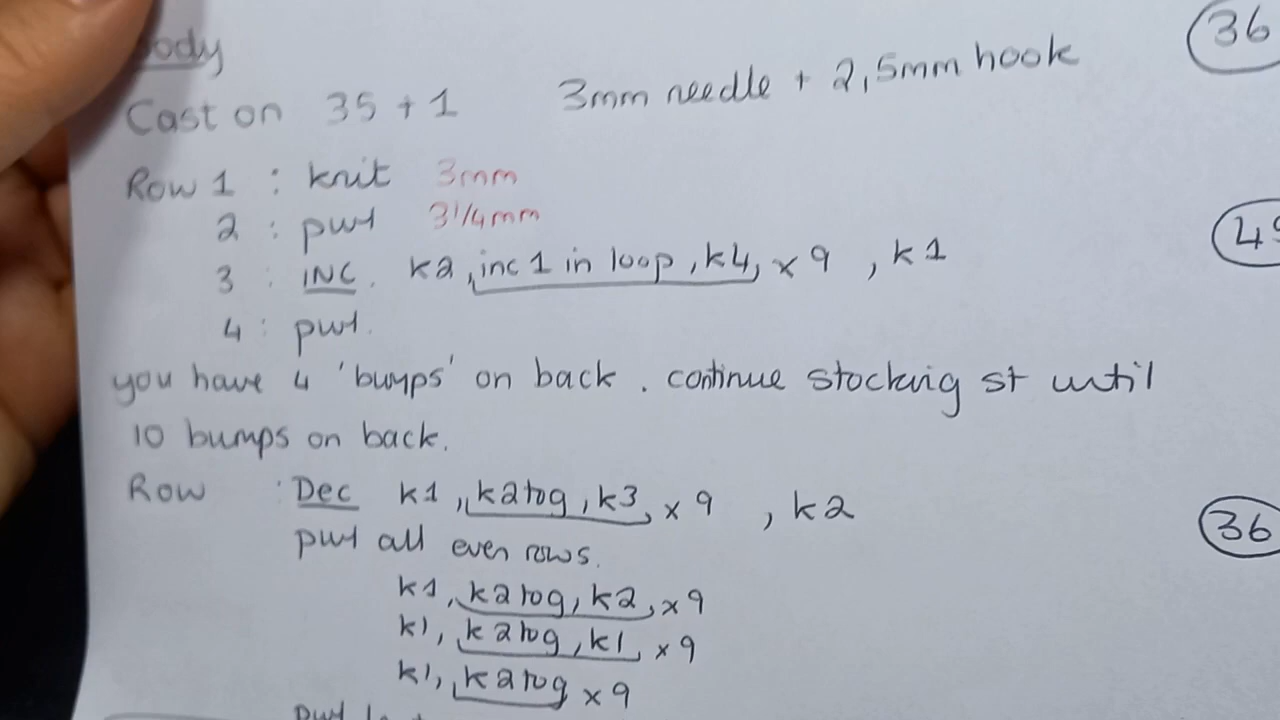 Body
36
Cast on 35 + 1 3mm needle + 2,5mm hook
Row 1 : knit 3mm
2 : purl 3 1/4mm
3 : INC. k2, inc 1 in loop, k4, x 9 , k1
4 : purl.
you have 4 'bumps' on back. continue stocking st until
10 bumps on back.
Row : Dec k1, k2tog, k3, x 9 , k2
36
purl all even rows.
k1, k2tog, k2, x 9
k1, k2tog, k1, x 9
k1, k2tog x 9
purl